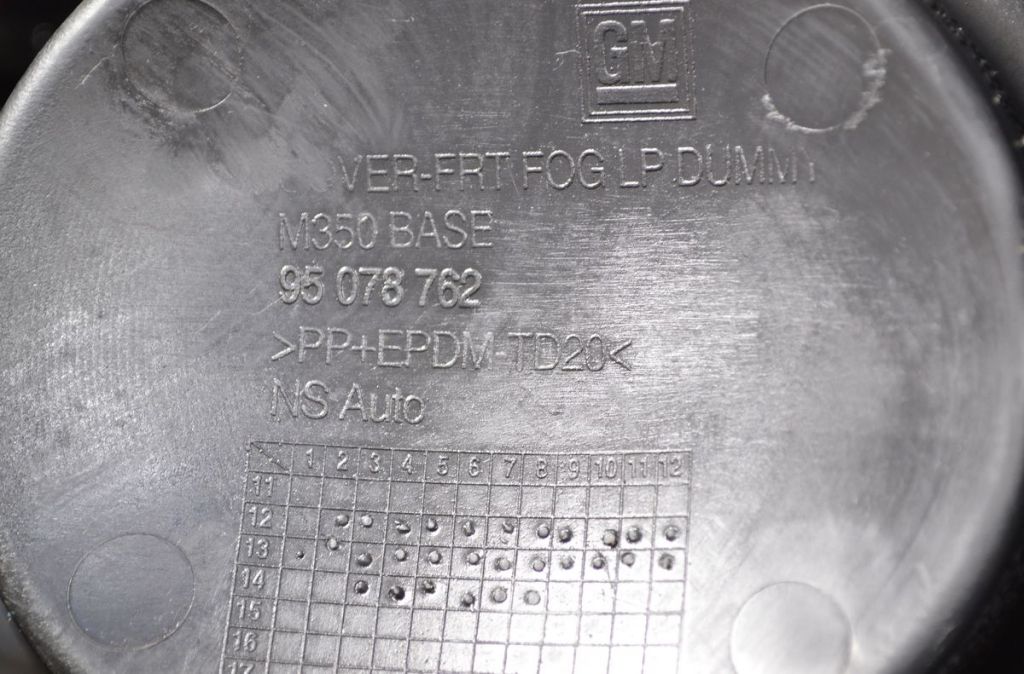 GM
VER-FRT FOG LP DUMMY
M350 BASE
95 078 762
>PP+EPDM-TD20<
NS Auto
1 2 3 4 5 6 7 8 9 10 11 12
11
12
13
14
15
16
17